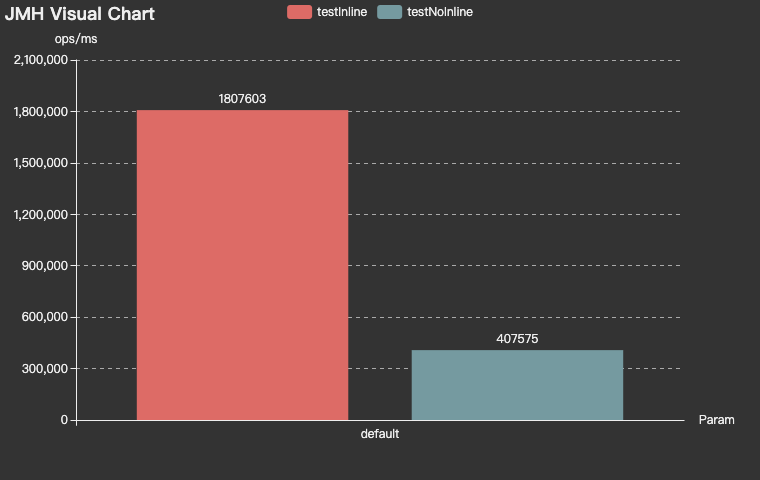 JMH Visual Chart
testInline
testNoInline
ops/ms
2,100,000
1,800,000
1,500,000
1,200,000
900,000
600,000
300,000
0
1807603
407575
default
Param